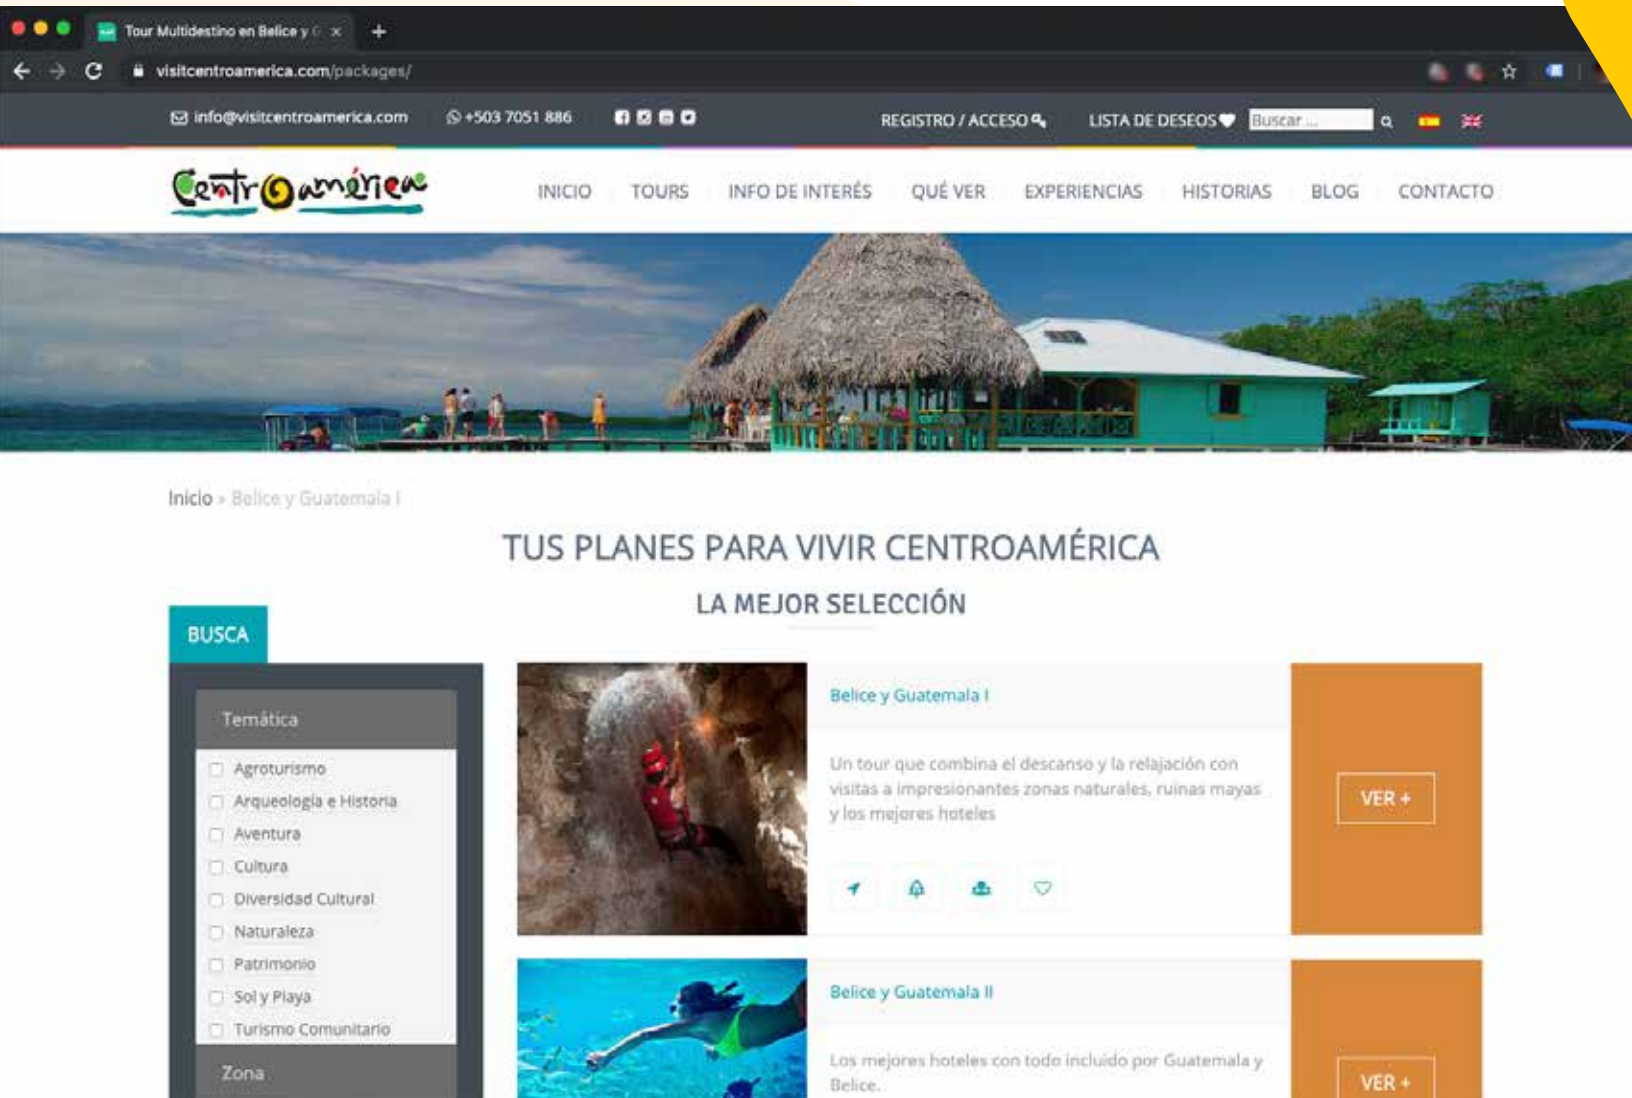 Tour Multidestino en Belice y G
visitcentroamerica.com/packages/
info@visitcentroamerica.com +503 7051 886 REGISTRO / ACCESO LISTA DE DESEOS Buscar ...
Centroamérica
INICIO TOURS INFO DE INTERÉS QUÉ VER EXPERIENCIAS HISTORIAS BLOG CONTACTO
Inicio » Belice y Guatemala I
TUS PLANES PARA VIVIR CENTROAMÉRICA
LA MEJOR SELECCIÓN
BUSCA
Temática
Agroturismo
Arqueología e Historia
Aventura
Cultura
Diversidad Cultural
Naturaleza
Patrimonio
Sol y Playa
Turismo Comunitario
Zona
Belice y Guatemala I
Un tour que combina el descanso y la relajación con
visitas a impresionantes zonas naturales, ruinas mayas
y los mejores hoteles
VER +
Belice y Guatemala II
Los mejores hoteles con todo incluido por Guatemala y
Belice.
VER +